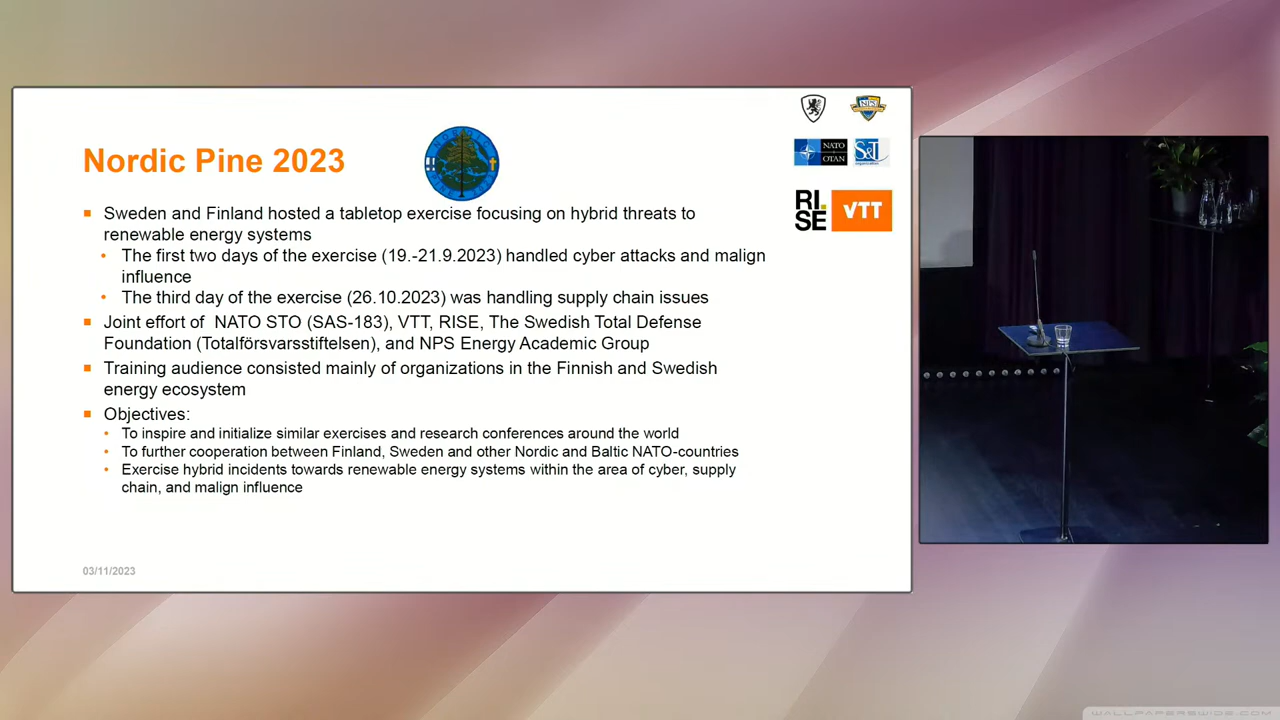 Nordic Pine 2023
NORDIC
Sweden and Finland hosted a tabletop exercise focusing on hybrid threats to
renewable energy systems
The first two days of the exercise (19.-21.9.2023) handled cyber attacks and malign
influence
The third day of the exercise (26.10.2023) was handling supply chain issues
Joint effort of NATO STO (SAS-183), VTT, RISE, The Swedish Total Defense
Foundation (Totalförsvarsstiftelsen), and NPS Energy Academic Group
Training audience consisted mainly of organizations in the Finnish and Swedish
energy ecosystem
Objectives:
To inspire and initialize similar exercises and research conferences around the world
To further cooperation between Finland, Sweden and other Nordic and Baltic NATO-countries
Exercise hybrid incidents towards renewable energy systems within the area of cyber, supply
chain, and malign influence
03/11/2023
NATO
OTAN
S&T
organization
RI.
SE
VTT
WALLPAPERSWIDE.COM